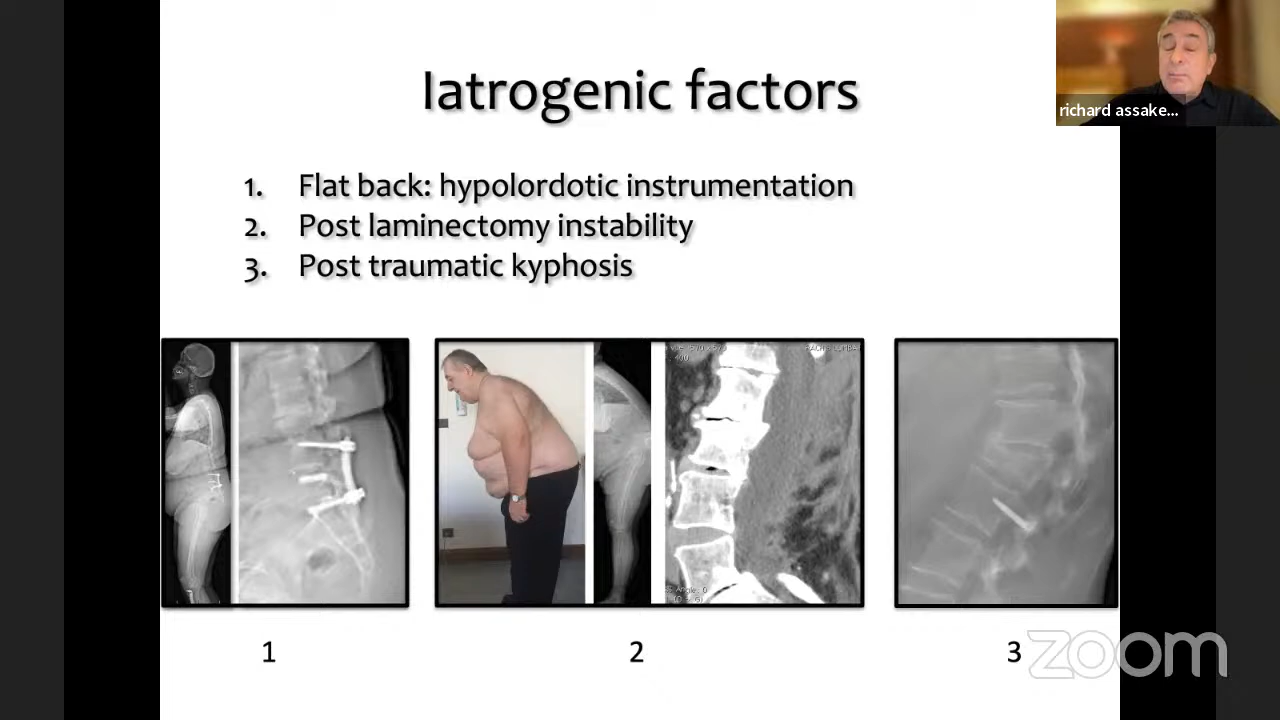 Iatrogenic factors
richard assake...
1. Flat back: hypolordotic instrumentation
2. Post laminectomy instability
3. Post traumatic kyphosis
1
2
3
zoom